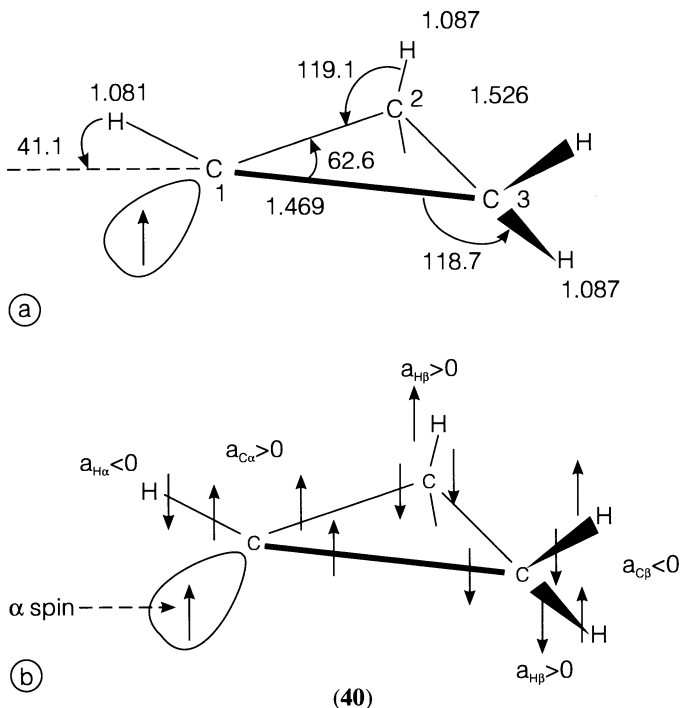 1.087
H
119.1
1.081
C 2
1.526
H
H
41.1
62.6
C
1
1.469
C 3
118.7
H
1.087
a
aHβ>0
H
aCα>0
aHα<0
H
C
C
H
C
aCβ<0
α spin
H
aHβ>0
b
(40)